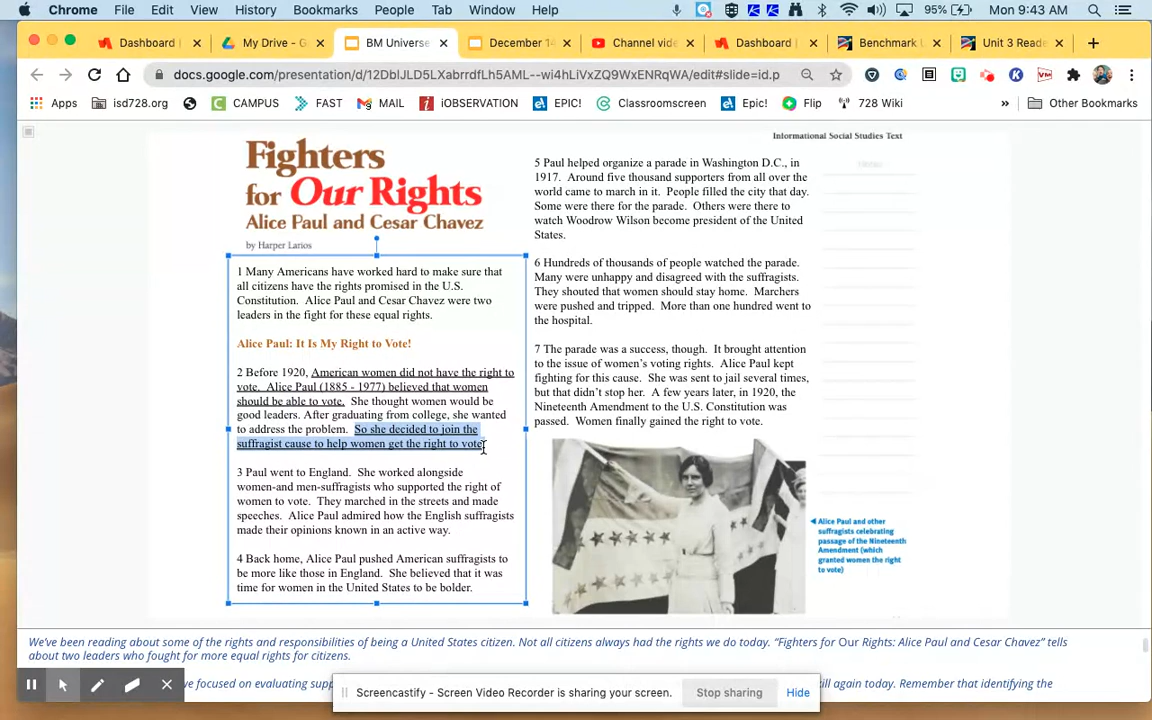 Chrome File Edit View History Bookmarks People Tab Window Help 95% Mon 9:43 AM
Dashboard | My Drive - G BM Universe December 14 Channel vide Dashboard | Benchmark Unit 3 Reade
docs.google.com/presentation/d/12DblJLD5LXabrrdfLh5AML--wi4hLiVxZQ9WxENRqWA/edit#slide=id.p
Apps isd728.org CAMPUS FAST MAIL iOBSERVATION EPIC! Classroomscreen Epic! Flip 728 Wiki » Other Bookmarks
Informational Social Studies Text
Fighters
for Our Rights
Alice Paul and Cesar Chavez
by Harper Larios
1 Many Americans have worked hard to make sure that
all citizens have the rights promised in the U.S.
Constitution. Alice Paul and Cesar Chavez were two
leaders in the fight for these equal rights.
Alice Paul: It Is My Right to Vote!
2 Before 1920, American women did not have the right to
vote. Alice Paul (1885 - 1977) believed that women
should be able to vote. She thought women would be
good leaders. After graduating from college, she wanted
to address the problem. So she decided to join the
suffragist cause to help women get the right to vote
3 Paul went to England. She worked alongside
women-and men-suffragists who supported the right of
women to vote. They marched in the streets and made
speeches. Alice Paul admired how the English suffragists
made their opinions known in an active way.
4 Back home, Alice Paul pushed American suffragists to
be more like those in England. She believed that it was
time for women in the United States to be bolder.
5 Paul helped organize a parade in Washington D.C., in
1917. Around five thousand supporters from all over the
world came to march in it. People filled the city that day.
Some were there for the parade. Others were there to
watch Woodrow Wilson become president of the United
States.
6 Hundreds of thousands of people watched the parade.
Many were unhappy and disagreed with the suffragists.
They shouted that women should stay home. Marchers
were pushed and tripped. More than one hundred went to
the hospital.
7 The parade was a success, though. It brought attention
to the issue of women's voting rights. Alice Paul kept
fighting for this cause. She was sent to jail several times,
but that didn't stop her. A few years later, in 1920, the
Nineteenth Amendment to the U.S. Constitution was
passed. Women finally gained the right to vote.
Alice Paul and other
suffragists celebrating
passage of the Nineteenth
Amendment (which
granted women the right
to vote)
We've been reading about some of the rights and responsibilities of being a United States citizen. Not all citizens always had the rights we do today. "Fighters for Our Rights: Alice Paul and Cesar Chavez" tells
about two leaders who fought for more equal rights for citizens.
ve focused on evaluating supp ill again today. Remember that identifying the
Screencastify - Screen Video Recorder is sharing your screen. Stop sharing Hide